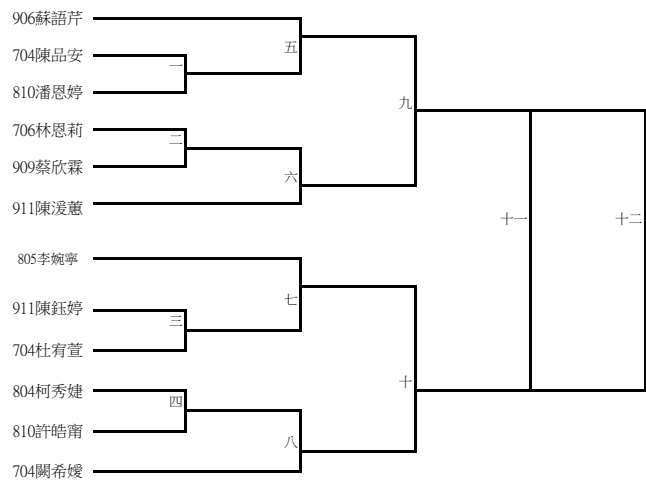 906蘇語芹
五
704陳品安
一
810潘恩婷
九
706林恩莉
二
909蔡欣霖
六
911陳湲蕙
十一
十二
805李婉寧
七
911陳鈺婷
三
704杜宥萱
十
804柯秀婕
四
810許皓甯
八
704闕希嬡